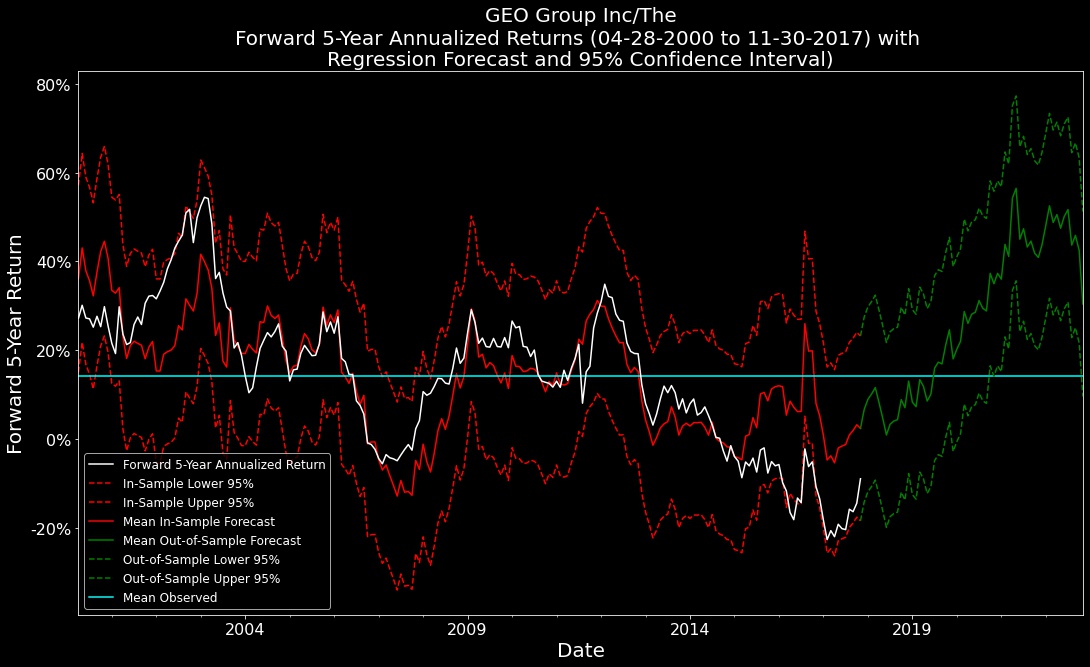 GEO Group Inc/The
Forward 5-Year Annualized Returns (04-28-2000 to 11-30-2017) with
Regression Forecast and 95% Confidence Interval)
80%
60%
40%
20%
0%
-20%
Forward 5-Year Return
Forward 5-Year Annualized Return
In-Sample Lower 95%
In-Sample Upper 95%
Mean In-Sample Forecast
Mean Out-of-Sample Forecast
Out-of-Sample Lower 95%
Out-of-Sample Upper 95%
Mean Observed
2004
2009
2014
2019
Date